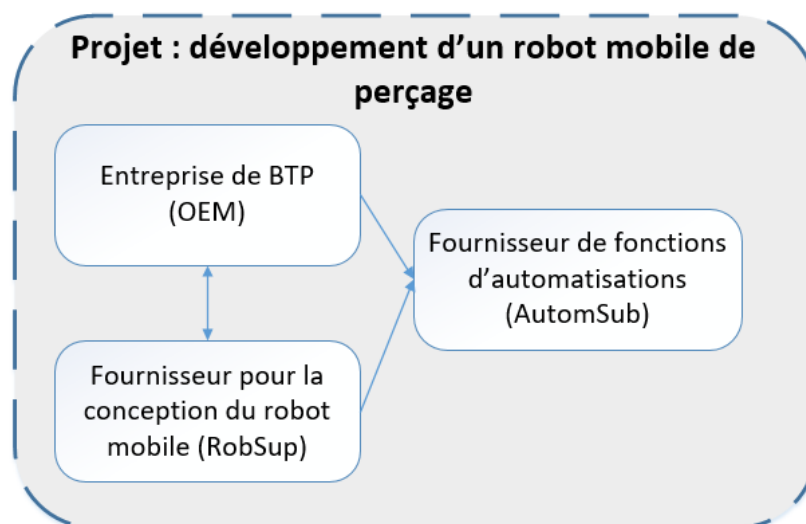 Projet : développement d’un robot mobile de
perçage
Entreprise de BTP
(OEM)
Fournisseur de fonctions
d’automatisations
(AutomSub)
Fournisseur pour la
conception du robot
mobile (RobSup)